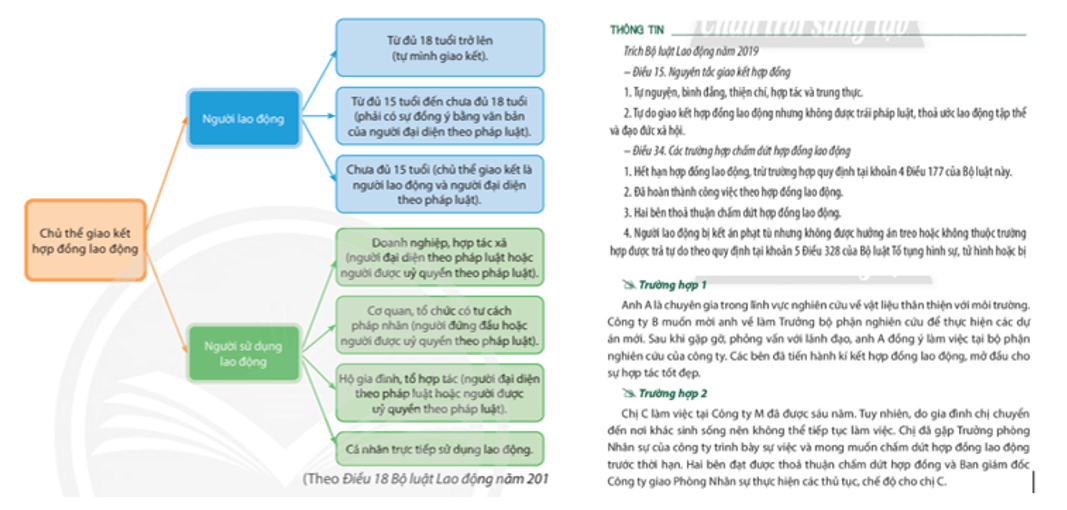 Chủ thể giao kết
hợp đồng lao động
Người lao động
Từ đủ 18 tuổi trở lên
(tự mình giao kết).
Từ đủ 15 tuổi đến chưa đủ 18 tuổi
(phải có sự đồng ý bằng văn bản
của người đại diện theo pháp luật).
Chưa đủ 15 tuổi (chủ thể giao kết là
người lao động và người đại diện
theo pháp luật).
Người sử dụng
lao động
Doanh nghiệp, hợp tác xã
(người đại diện theo pháp luật hoặc
người được uỷ quyền theo pháp luật).
Cơ quan, tổ chức có tư cách
pháp nhân (người đứng đầu hoặc
người được uỷ quyền theo pháp luật).
Hộ gia đình, tổ hợp tác (người đại diện
theo pháp luật hoặc người được
uỷ quyền theo pháp luật).
Cá nhân trực tiếp sử dụng lao động.
(Theo Điều 18 Bộ luật Lao động năm 201
Chân trời sáng tạo
THÔNG TIN
Trích Bộ luật Lao động năm 2019
– Điều 15. Nguyên tắc giao kết hợp đồng
1. Tự nguyện, bình đẳng, thiện chí, hợp tác và trung thực.
2. Tự do giao kết hợp đồng lao động nhưng không được trái pháp luật, thoả ước lao động tập thể
và đạo đức xã hội.
– Điều 34. Các trường hợp chấm dứt hợp đồng lao động
1. Hết hạn hợp đồng lao động, trừ trường hợp quy định tại khoản 4 Điều 177 của Bộ luật này.
2. Đã hoàn thành công việc theo hợp đồng lao động.
3. Hai bên thoả thuận chấm dứt hợp đồng lao động.
4. Người lao động bị kết án phạt tù nhưng không được hưởng án treo hoặc không thuộc trường
hợp được trả tự do theo quy định tại khoản 5 Điều 328 của Bộ luật Tố tụng hình sự, tử hình hoặc bị
Trường hợp 1
Anh A là chuyên gia trong lĩnh vực nghiên cứu về vật liệu thân thiện với môi trường.
Công ty B muốn mời anh về làm Trưởng bộ phận nghiên cứu để thực hiện các dự
án mới. Sau khi gặp gỡ, phỏng vấn với lãnh đạo, anh A đồng ý làm việc tại bộ phận
nghiên cứu của công ty. Các bên đã tiến hành kí kết hợp đồng lao động, mở đầu cho
sự hợp tác tốt đẹp.
Trường hợp 2
Chị C làm việc tại Công ty M đã được sáu năm. Tuy nhiên, do gia đình chị chuyển
đến nơi khác sinh sống nên không thể tiếp tục làm việc. Chị đã gặp Trưởng phòng
Nhân sự của công ty trình bày sự việc và mong muốn chấm dứt hợp đồng lao động
trước thời hạn. Hai bên đạt được thoả thuận chấm dứt hợp đồng và Ban giám đốc
Công ty giao Phòng Nhân sự thực hiện các thủ tục, chế độ cho chị C.